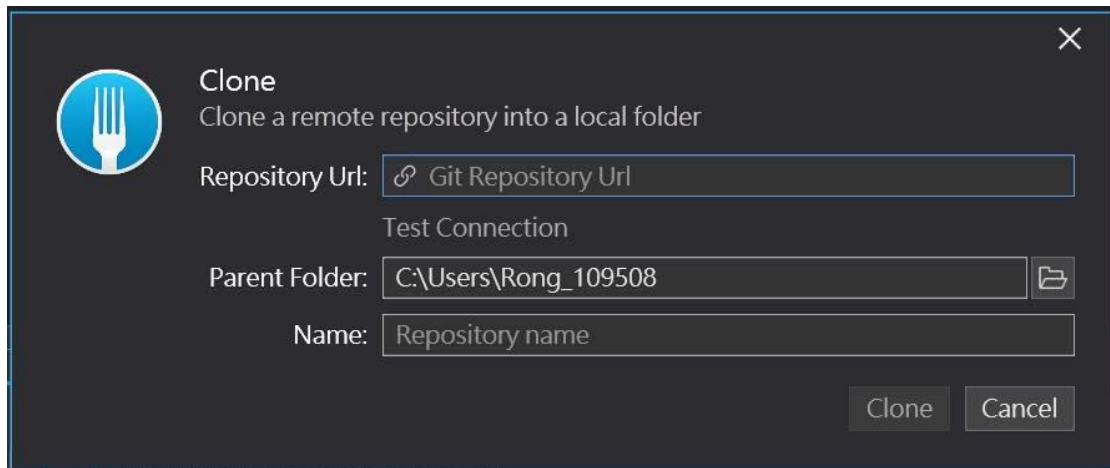 Clone
Clone a remote repository into a local folder
Repository Url: Git Repository Url
Test Connection
Parent Folder: C:\Users\Rong_109508
Name: Repository name
Clone Cancel